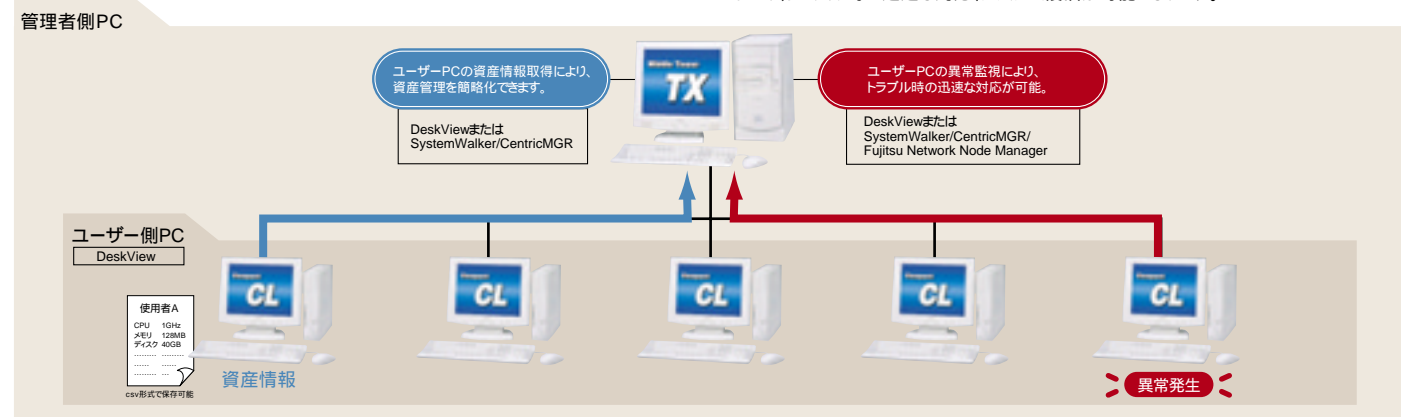 管理者側PC
ユーザーPCの資産情報取得により、
資産管理を簡略化できます。
DeskViewまたは
SystemWalker/CentricMGR
Middle Tower
TX
ユーザーPCの異常監視により、
トラブル時の迅速な対応が可能。
DeskViewまたは
SystemWalker/CentricMGR/
Fujitsu Network Node Manager
ユーザー側PC
DeskView
使用者A
CPU 1GHz
メモリ 128MB
ディスク 40GB
csv形式で保存可能
CL
資産情報
CL
CL
CL
CL
異常発生